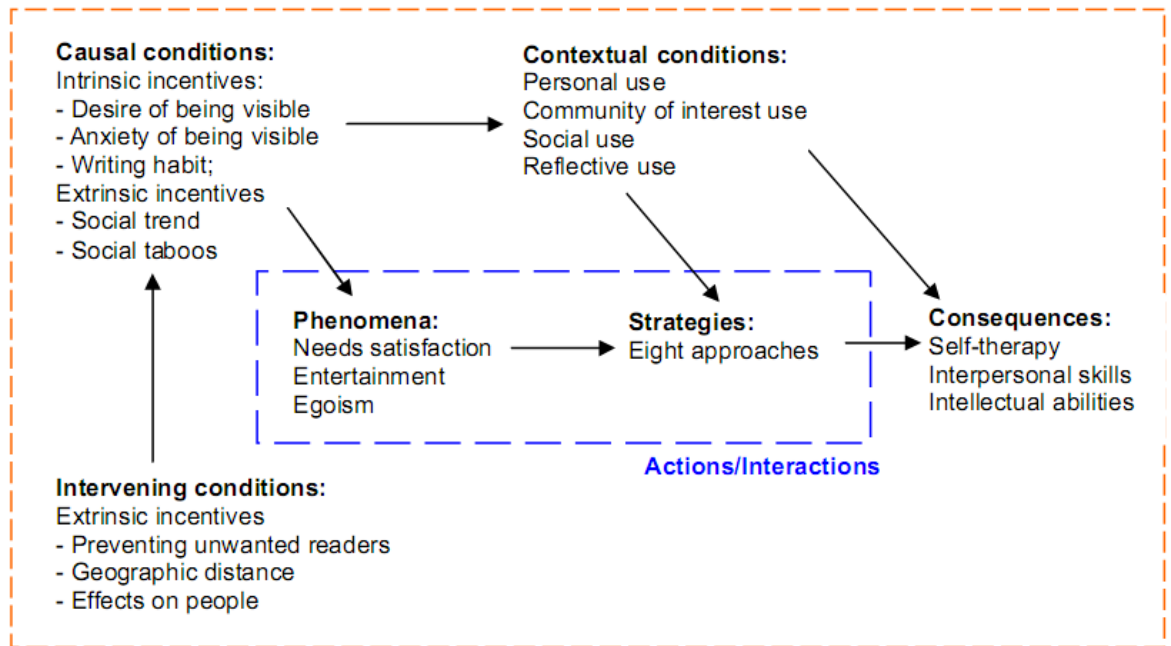 Causal conditions:
Intrinsic incentives:
- Desire of being visible
- Anxiety of being visible
- Writing habit;
Extrinsic incentives
- Social trend
- Social taboos
Contextual conditions:
Personal use
Community of interest use
Social use
Reflective use
Phenomena:
Needs satisfaction
Entertainment
Egoism
Strategies:
Eight approaches
Consequences:
Self-therapy
Interpersonal skills
Intellectual abilities
Actions/Interactions
Intervening conditions:
Extrinsic incentives
- Preventing unwanted readers
- Geographic distance
- Effects on people